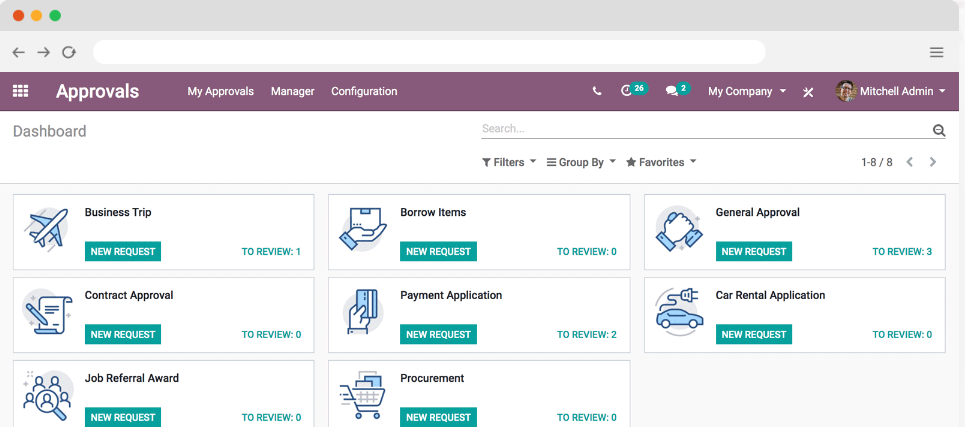 Approvals My Approvals Manager Configuration 26 2 My Company Mitchell Admin
Dashboard Search...
Filters Group By Favorites 1-8 / 8
Business Trip
NEW REQUEST TO REVIEW: 1
Borrow Items
NEW REQUEST TO REVIEW: 0
General Approval
NEW REQUEST TO REVIEW: 3
Contract Approval
NEW REQUEST TO REVIEW: 0
Payment Application
NEW REQUEST TO REVIEW: 2
Car Rental Application
NEW REQUEST TO REVIEW: 0
Job Referral Award
NEW REQUEST TO REVIEW: 0
Procurement
NEW REQUEST TO REVIEW: 0